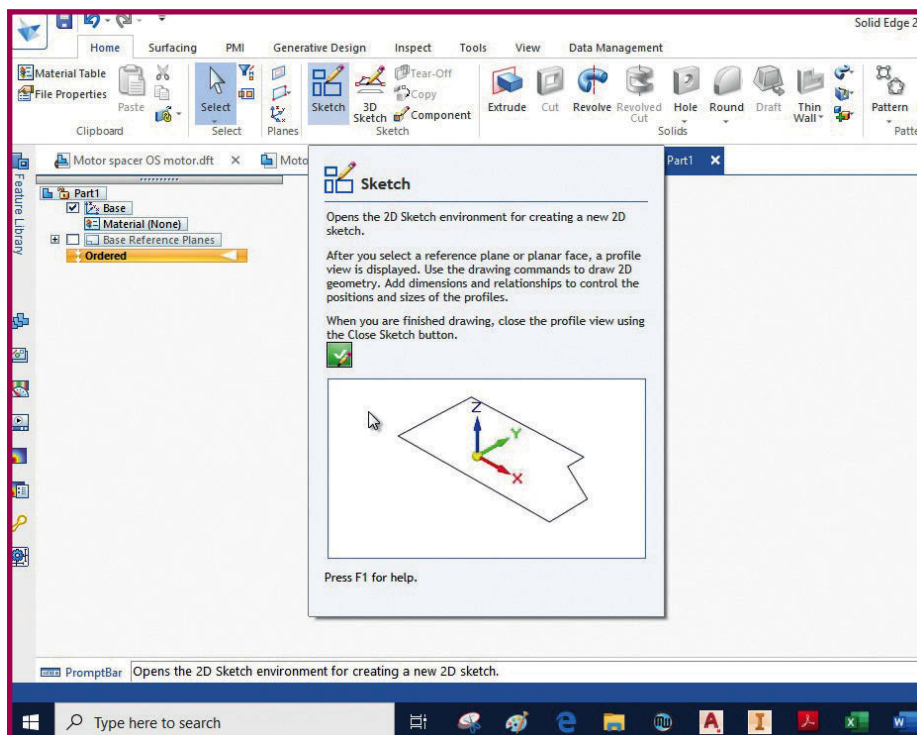 Solid Edge 2
Home Surfacing PMI Generative Design Inspect Tools View Data Management
Material Table
File Properties
Paste
Clipboard
Select
Select
Planes
Sketch
3D
Sketch
Tear-Off
Copy
Component
Sketch
Extrude
Cut
Revolve
Revolved
Cut
Hole
Round
Draft
Thin
Wall
Solids
Pattern
Patte
Motor spacer OS motor.dft × Moto
Part1 ×
Feature Library
Part1
Base
Material (None)
Base Reference Planes
Ordered
Sketch
Opens the 2D Sketch environment for creating a new 2D
sketch.
After you select a reference plane or planar face, a profile
view is displayed. Use the drawing commands to draw 2D
geometry. Add dimensions and relationships to control the
positions and sizes of the profiles.
When you are finished drawing, close the profile view using
the Close Sketch button.
Z
Y
X
Press F1 for help.
PromptBar Opens the 2D Sketch environment for creating a new 2D sketch.
Type here to search